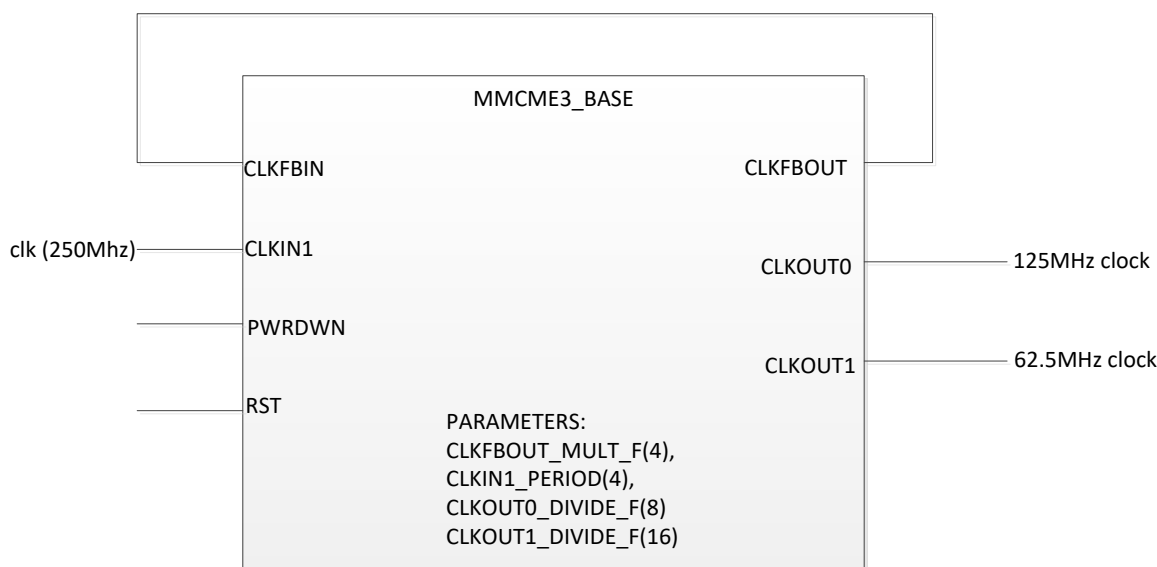 MMCME3_BASE
CLKFBIN
CLKFBOUT
clk (250Mhz)
CLKIN1
CLKOUT0
125MHz clock
PWRDWN
CLKOUT1
62.5MHz clock
RST
PARAMETERS:
CLKFBOUT_MULT_F(4),
CLKIN1_PERIOD(4),
CLKOUT0_DIVIDE_F(8)
CLKOUT1_DIVIDE_F(16)